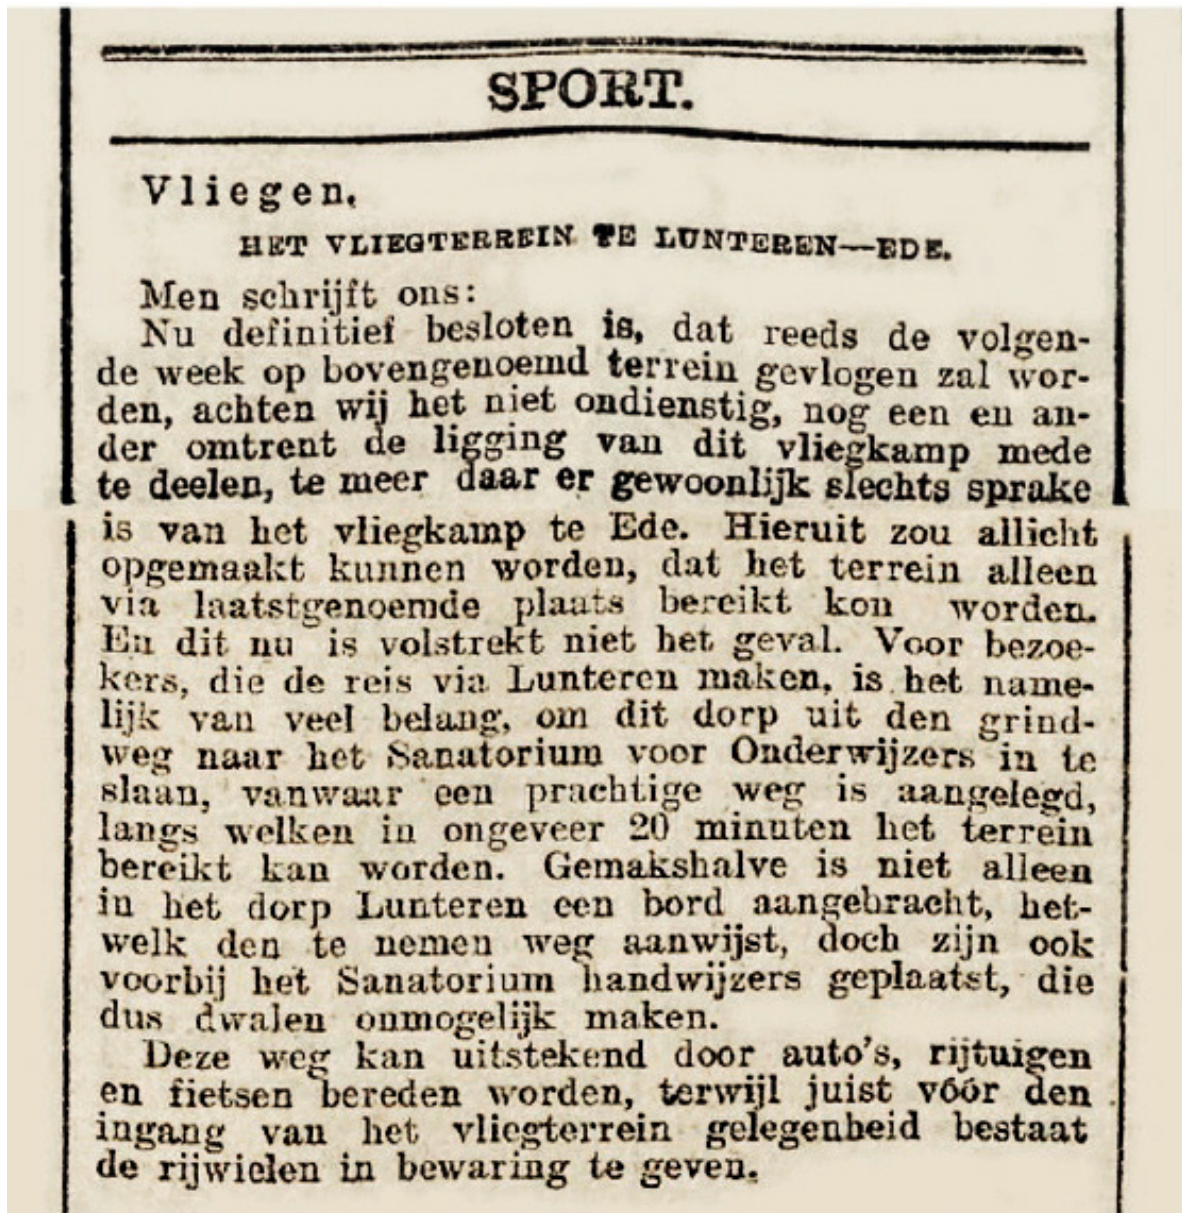 SPORT.
Vliegen.
HET VLIEGTERREIN TE LUNTEREN—EDE.
Men schrijft ons:
Nu definitief besloten is, dat reeds de volgen-
de week op bovengenoemd terrein gevlogen zal wor-
den, achten wij het niet ondienstig, nog een en an-
der omtrent de ligging van dit vliegkamp mede
te deelen, te meer daar er gewoonlijk slechts sprake
is van het vliegkamp te Ede. Hieruit zou allicht
opgemaakt kunnen worden, dat het terrein alleen
via laatstgenoemde plaats bereikt kon worden.
En dit nu is volstrekt niet het geval. Voor bezoe-
kers, die de reis via Lunteren maken, is het name-
lijk van veel belang, om dit dorp uit den grind-
weg naar het Sanatorium voor Onderwijzers in te
slaan, vanwaar een prachtige weg is aangelegd,
langs welken in ongeveer 20 minuten het terrein
bereikt kan worden. Gemakshalve is niet alleen
in het dorp Lunteren een bord aangebracht, het-
welk den te nemen weg aanwijst, doch zijn ook
voorbij het Sanatorium handwijzers geplaatst, die
dus dwalen onmogelijk maken.
Deze weg kan uitstekend door auto's, rijtuigen
en fietsen bereden worden, terwijl juist vóór den
ingang van het vliegterrein gelegenheid bestaat
de rijwielen in bewaring te geven.